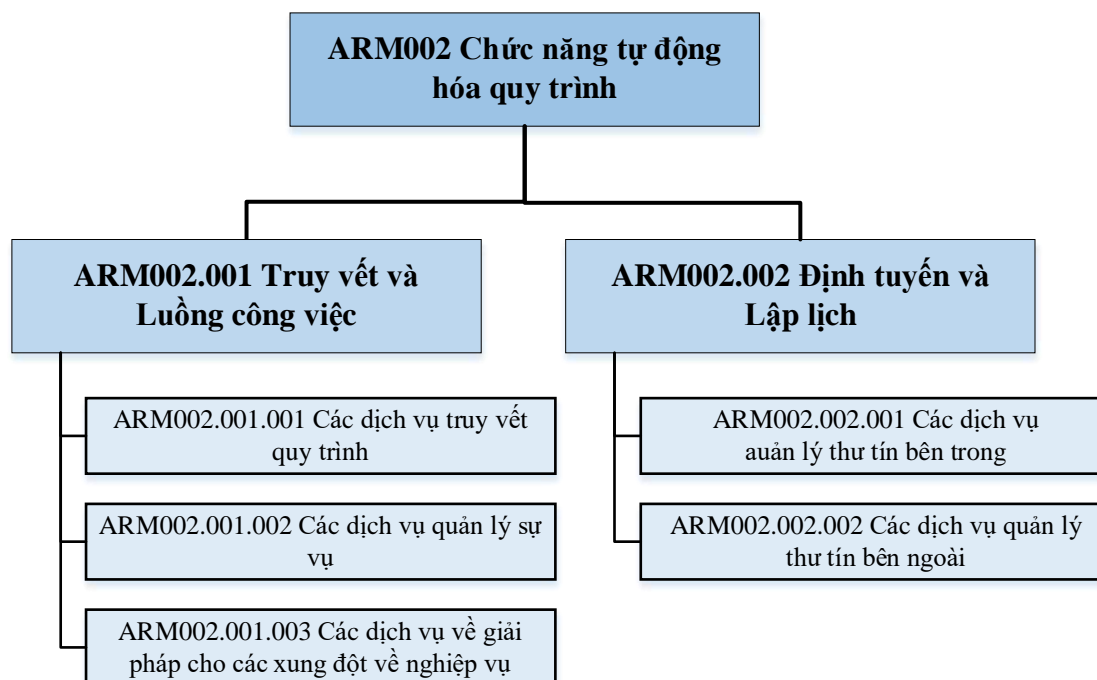 ARM002 Chức năng tự động
hóa quy trình
ARM002.001 Truy vết và
Luồng công việc
ARM002.001.001 Các dịch vụ truy vết
quy trình
ARM002.001.002 Các dịch vụ quản lý sự
vụ
ARM002.001.003 Các dịch vụ về giải
pháp cho các xung đột về nghiệp vụ
ARM002.002 Định tuyến và
Lập lịch
ARM002.002.001 Các dịch vụ
auản lý thư tín bên trong
ARM002.002.002 Các dịch vụ quản lý
thư tín bên ngoài